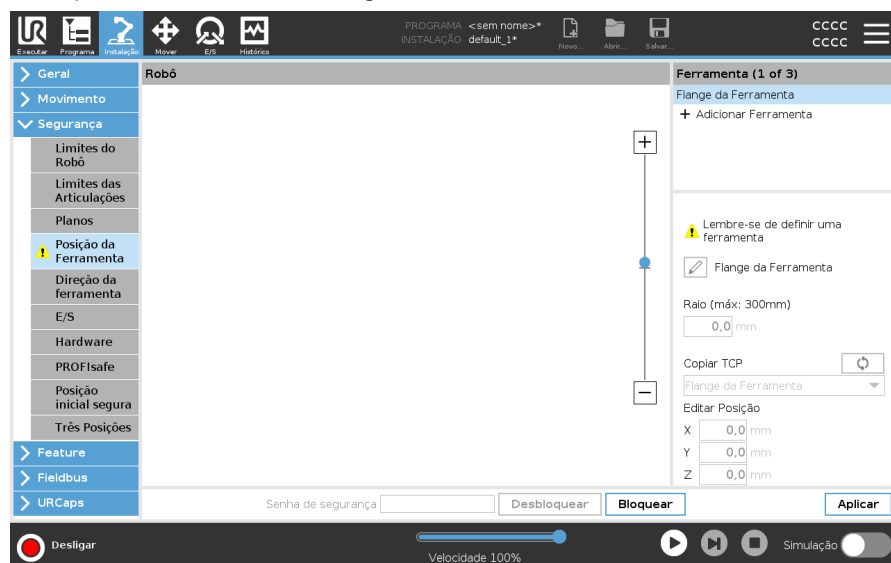 PROGRAMA <sem nome>*
INSTALAÇÃO default_1*
cccc
cccc
Executar Programa Instalação Mover E/S Histórico Novo... Abrir... Salvar...
Geral
Movimento
Segurança
Limites do
Robô
Limites das
Articulações
Planos
Posição da
Ferramenta
Direção da
ferramenta
E/S
Hardware
PROFIsafe
Posição
inicial segura
Três Posições
Feature
Fieldbus
URCaps
Robô
Ferramenta (1 of 3)
Flange da Ferramenta
+ Adicionar Ferramenta
Lembre-se de definir uma
ferramenta
Flange da Ferramenta
Raio (máx: 300mm)
0,0 mm
Copiar TCP
Flange da Ferramenta
Editar Posição
X 0,0 mm
Y 0,0 mm
Z 0,0 mm
Senha de segurança Desbloquear Bloquear Aplicar
Desligar
Velocidade 100%
Simulação